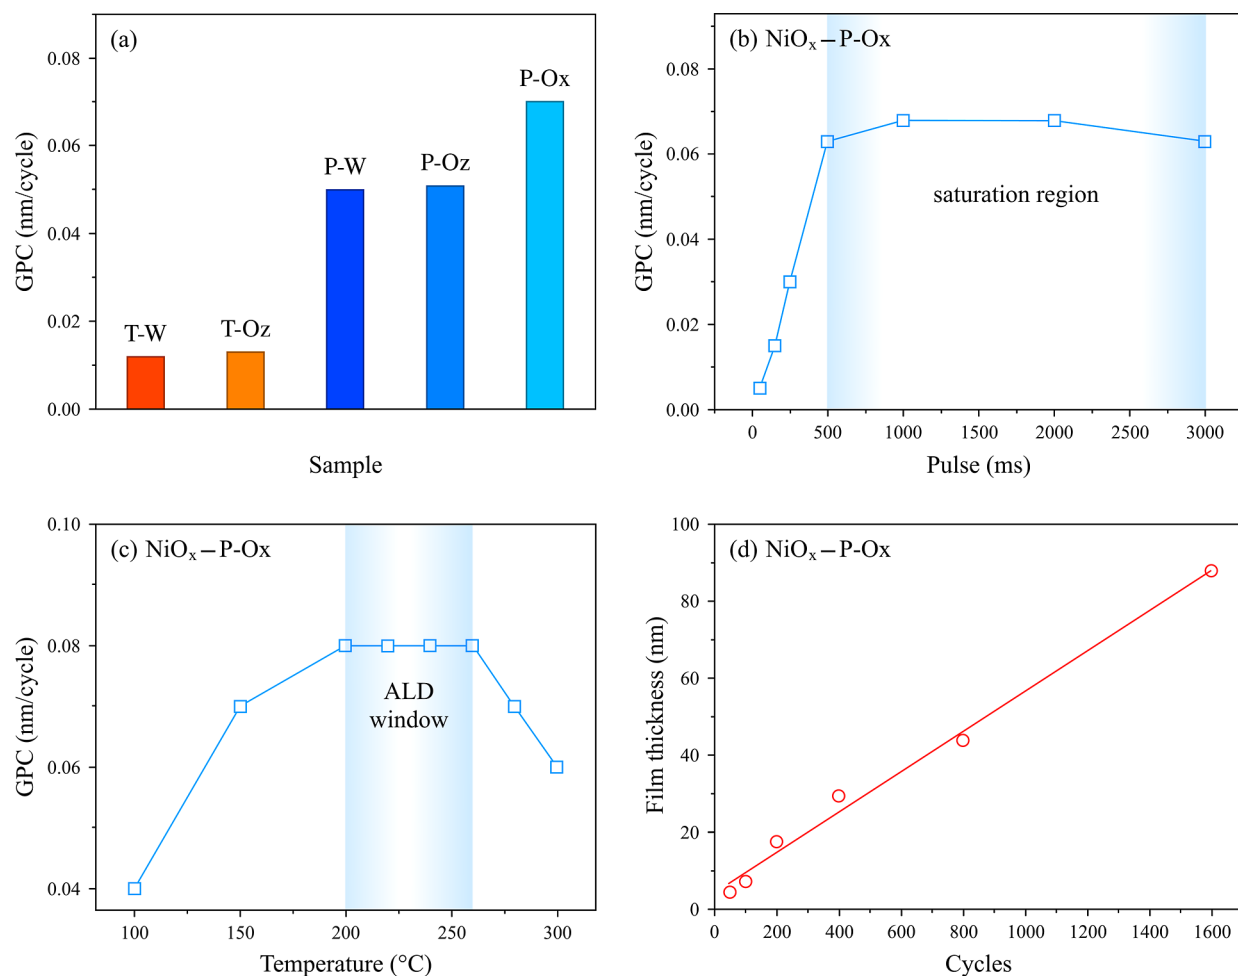 (a)
GPC (nm/cycle)
0.08
0.06
0.04
0.02
0.00
T-W
T-Oz
P-W
P-Oz
P-Ox
Sample
(b) NiOₓ – P-Ox
GPC (nm/cycle)
0.08
0.06
0.04
0.02
0.00
saturation region
0 500 1000 1500 2000 2500 3000
Pulse (ms)
(c) NiOₓ – P-Ox
GPC (nm/cycle)
0.10
0.08
0.06
0.04
ALD
window
100 150 200 250 300
Temperature (°C)
(d) NiOₓ – P-Ox
Film thickness (nm)
100
80
60
40
20
0
0 200 400 600 800 1000 1200 1400 1600
Cycles